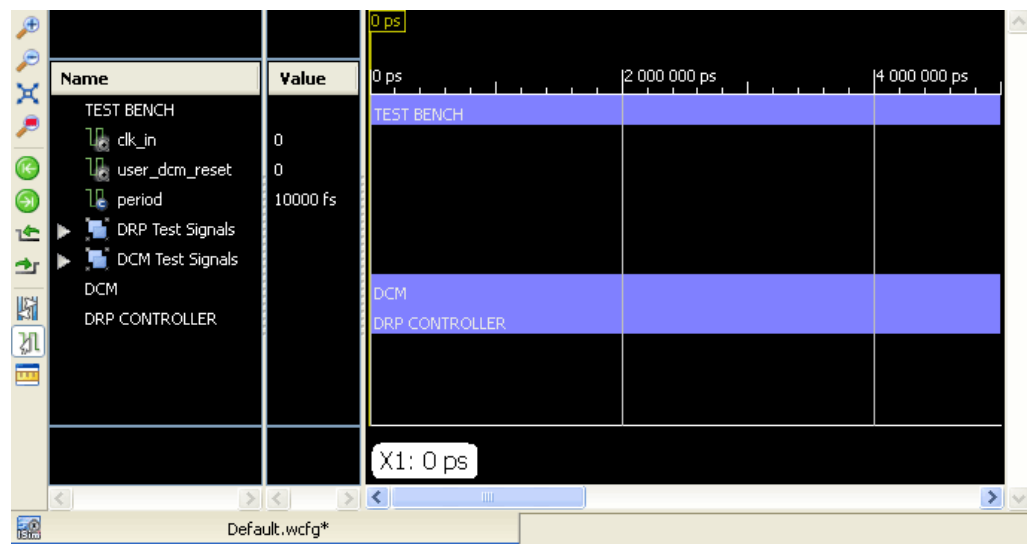 0 ps
Name Value 0 ps 2 000 000 ps 4 000 000 ps
TEST BENCH TEST BENCH
clk_in 0
user_dcm_reset 0
period 10000 fs
DRP Test Signals
DCM Test Signals
DCM DCM
DRP CONTROLLER DRP CONTROLLER
X1: 0 ps
ISim Default.wcfg*